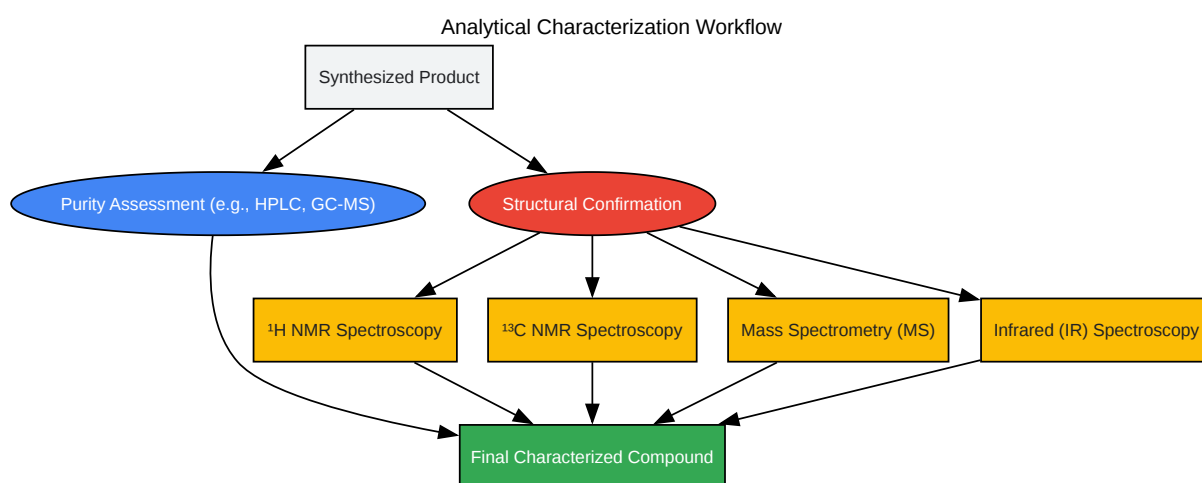 Analytical Characterization Workflow
Synthesized Product
Purity Assessment (e.g., HPLC, GC-MS)
Structural Confirmation
¹H NMR Spectroscopy
¹³C NMR Spectroscopy
Mass Spectrometry (MS)
Infrared (IR) Spectroscopy
Final Characterized Compound